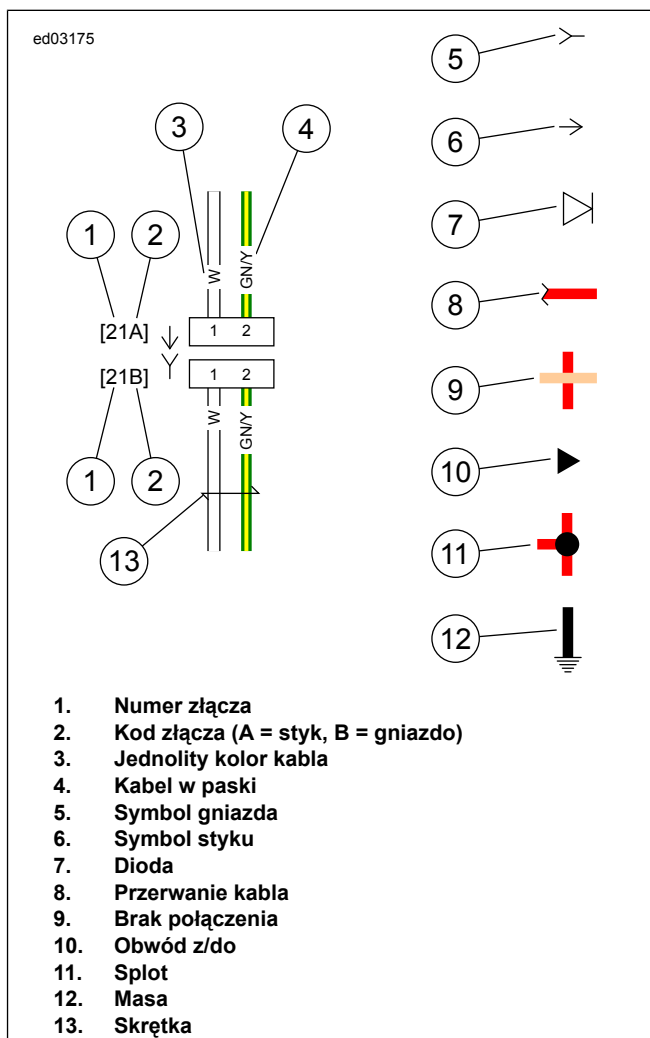 ed03175
5
3
4
6
1
2
7
W
GN/Y
[21A]
1 2
8
[21B]
1 2
9
W
GN/Y
1
2
10
13
11
12
1. Numer złącza
2. Kod złącza (A = styk, B = gniazdo)
3. Jednolity kolor kabla
4. Kabel w paski
5. Symbol gniazda
6. Symbol styku
7. Dioda
8. Przerwanie kabla
9. Brak połączenia
10. Obwód z/do
11. Splot
12. Masa
13. Skrętka